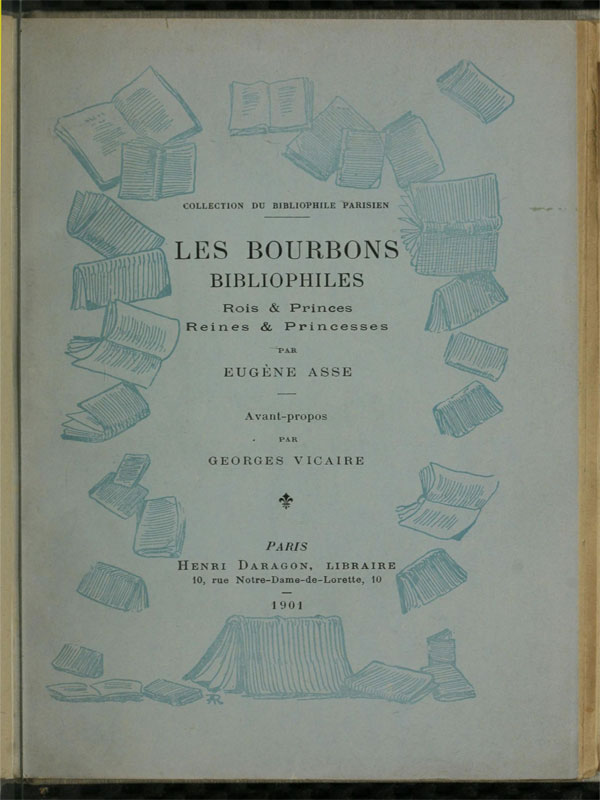 COLLECTION DU BIBLIOPHILE PARISIEN
LES BOURBONS
BIBLIOPHILES
Rois & Princes
Reines & Princesses
PAR
EUGÈNE ASSE
Avant-propos
PAR
GEORGES VICAIRE
PARIS
HENRI DARAGON, LIBRAIRE
10, rue Notre-Dame-de-Lorette, 10
1901